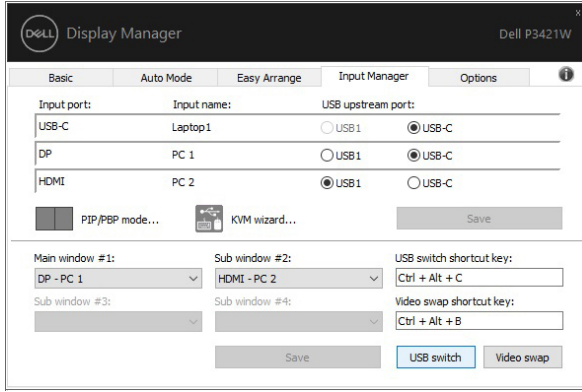 x
DELL Display Manager Dell P3421W
Basic Auto Mode Easy Arrange Input Manager Options i
Input port: Input name: USB upstream port:
USB-C Laptop1 USB1 USB-C
DP PC 1 USB1 USB-C
HDMI PC 2 USB1 USB-C
PIP/PBP mode... KVM wizard... Save
Main window #1: Sub window #2: USB switch shortcut key:
DP - PC 1 HDMI - PC 2 Ctrl + Alt + C
Sub window #3: Sub window #4: Video swap shortcut key:
Ctrl + Alt + B
Save USB switch Video swap